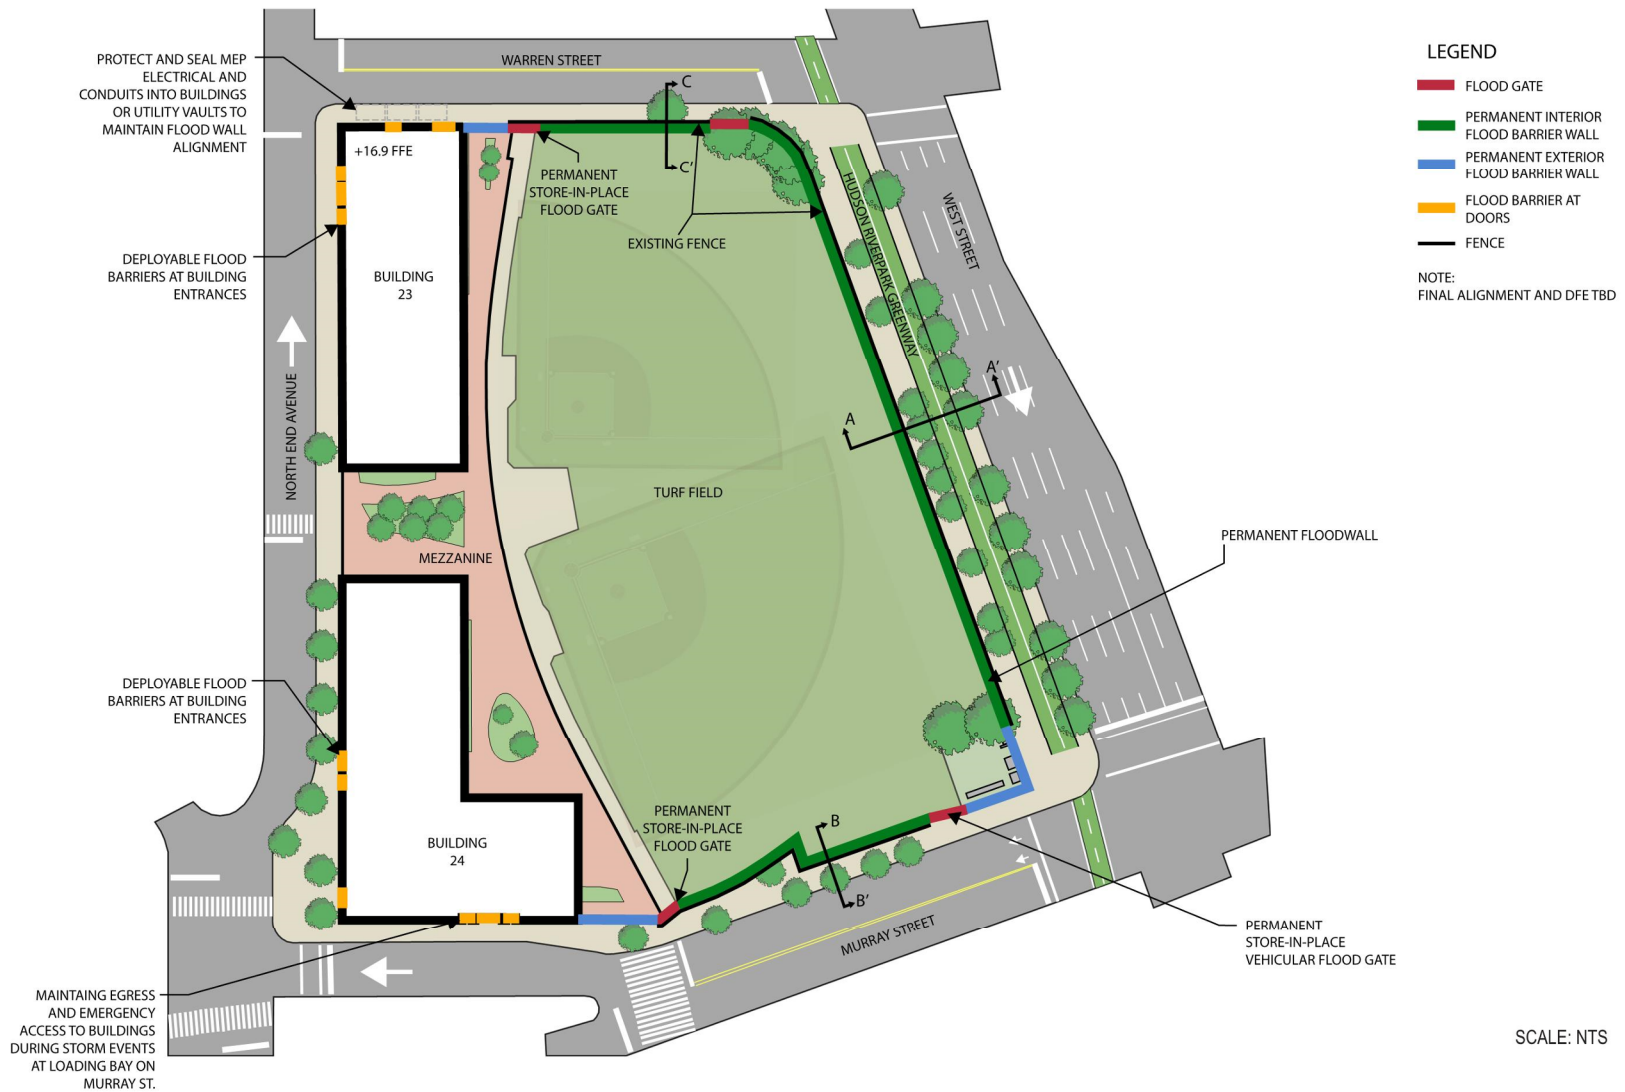 PROTECT AND SEAL MEP
ELECTRICAL AND
CONDUITS INTO BUILDINGS
OR UTILITY VAULTS TO
MAINTAIN FLOOD WALL
ALIGNMENT
WARREN STREET
C
C'
+16.9 FFE
PERMANENT
STORE-IN-PLACE
FLOOD GATE
EXISTING FENCE
DEPLOYABLE FLOOD
BARRIERS AT BUILDING
ENTRANCES
BUILDING
23
HUDSON RIVERPARK GREENWAY
WEST STREET
LEGEND
FLOOD GATE
PERMANENT INTERIOR
FLOOD BARRIER WALL
PERMANENT EXTERIOR
FLOOD BARRIER WALL
FLOOD BARRIER AT
DOORS
FENCE
NOTE:
FINAL ALIGNMENT AND DFE TBD
NORTH END AVENUE
A
A'
TURF FIELD
MEZZANINE
PERMANENT FLOODWALL
DEPLOYABLE FLOOD
BARRIERS AT BUILDING
ENTRANCES
BUILDING
24
PERMANENT
STORE-IN-PLACE
FLOOD GATE
B
B'
MURRAY STREET
PERMANENT
STORE-IN-PLACE
VEHICULAR FLOOD GATE
MAINTAING EGRESS
AND EMERGENCY
ACCESS TO BUILDINGS
DURING STORM EVENTS
AT LOADING BAY ON
MURRAY ST.
SCALE: NTS